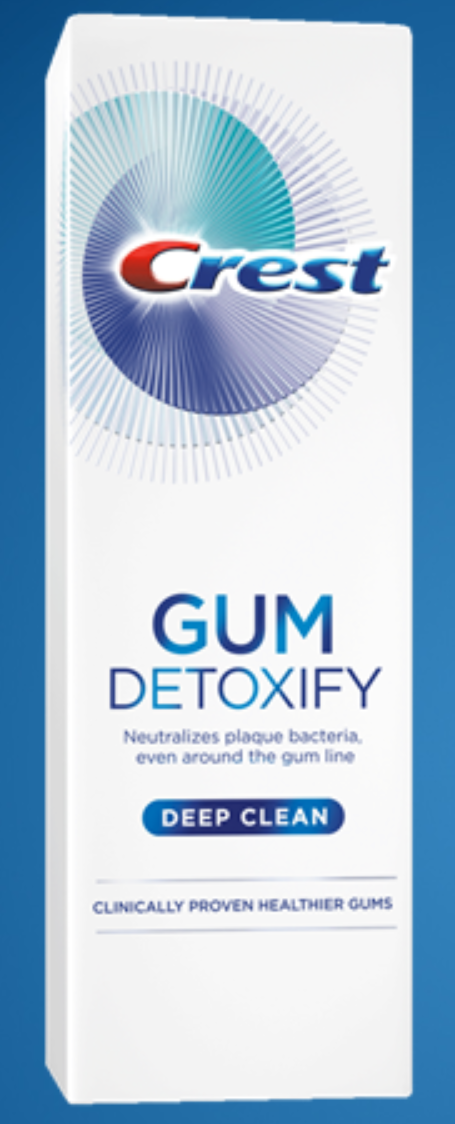 Crest
GUM
DETOXIFY
Neutralizes plaque bacteria,
even around the gum line
DEEP CLEAN
CLINICALLY PROVEN HEALTHIER GUMS